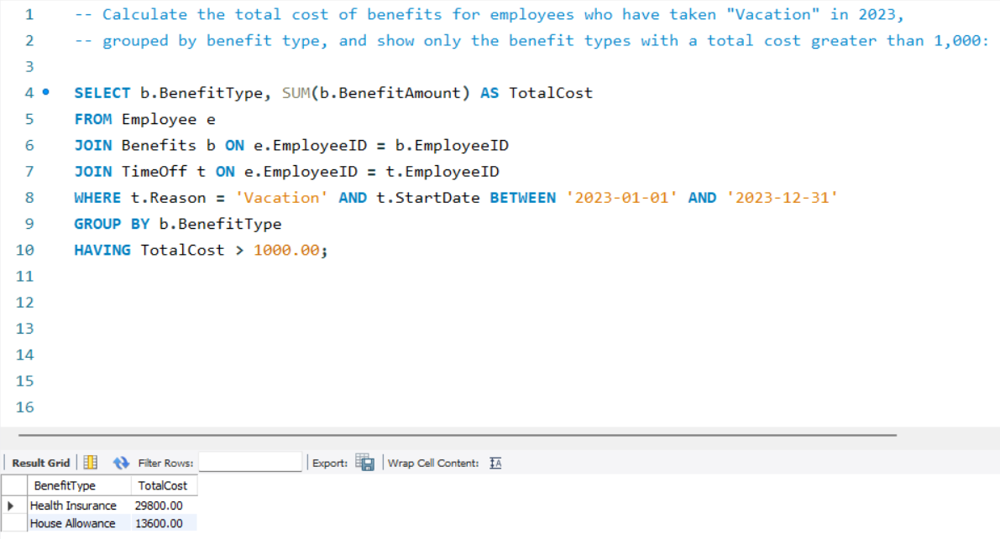 1 -- Calculate the total cost of benefits for employees who have taken "Vacation" in 2023,
2 -- grouped by benefit type, and show only the benefit types with a total cost greater than 1,000:
3
4 SELECT b.BenefitType, SUM(b.BenefitAmount) AS TotalCost
5 FROM Employee e
6 JOIN Benefits b ON e.EmployeeID = b.EmployeeID
7 JOIN TimeOff t ON e.EmployeeID = t.EmployeeID
8 WHERE t.Reason = 'Vacation' AND t.StartDate BETWEEN '2023-01-01' AND '2023-12-31'
9 GROUP BY b.BenefitType
10 HAVING TotalCost > 1000.00;
11
12
13
14
15
16
Result Grid Filter Rows: Export: Wrap Cell Content: IA
BenefitType TotalCost
Health Insurance 29800.00
House Allowance 13600.00